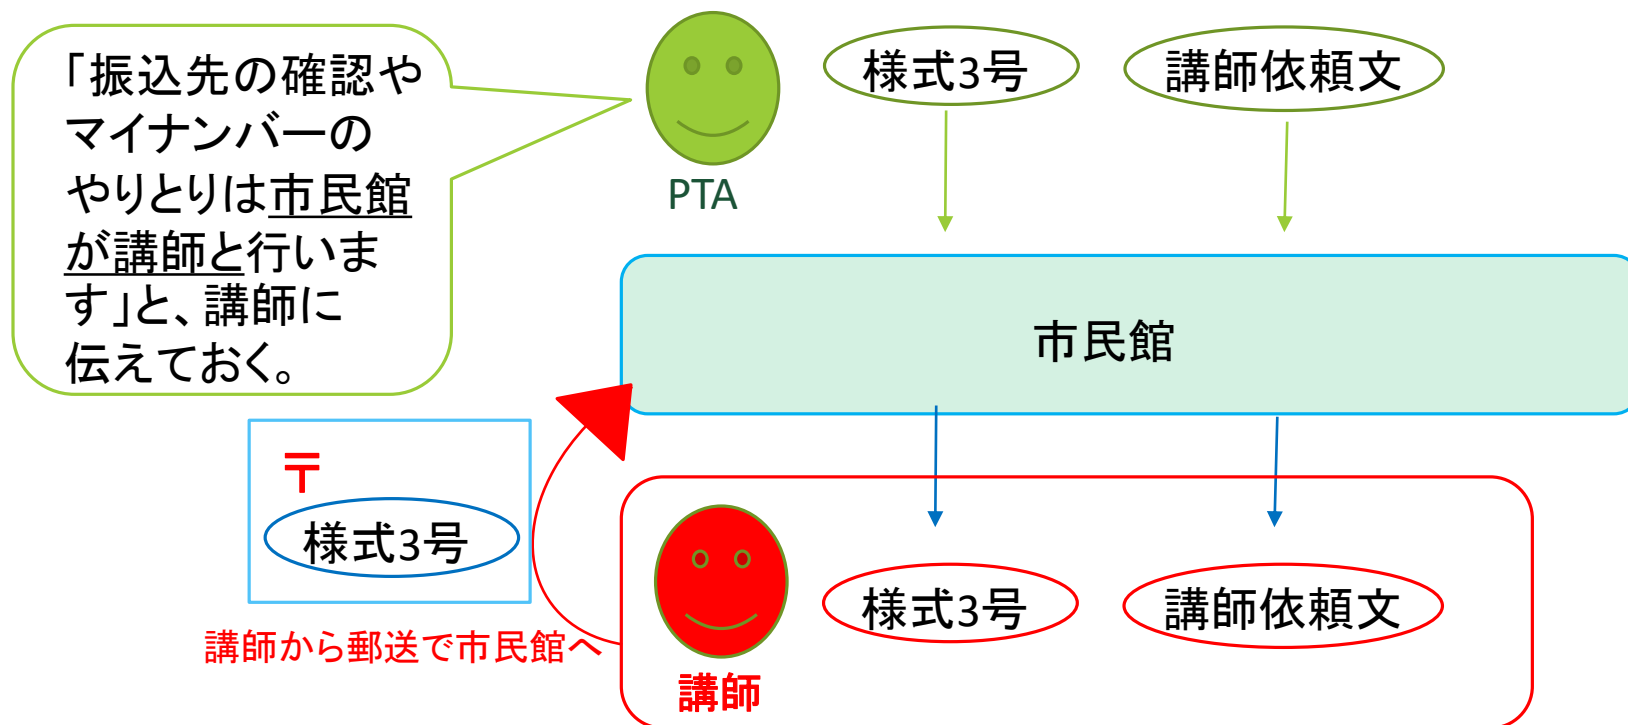 「振込先の確認や
マイナンバーの
やりとりは市民館
が講師と行いま
す」と、講師に
伝えておく。
PTA
様式3号
講師依頼文
市民館
〒
様式3号
講師から郵送で市民館へ
講師
様式3号
講師依頼文